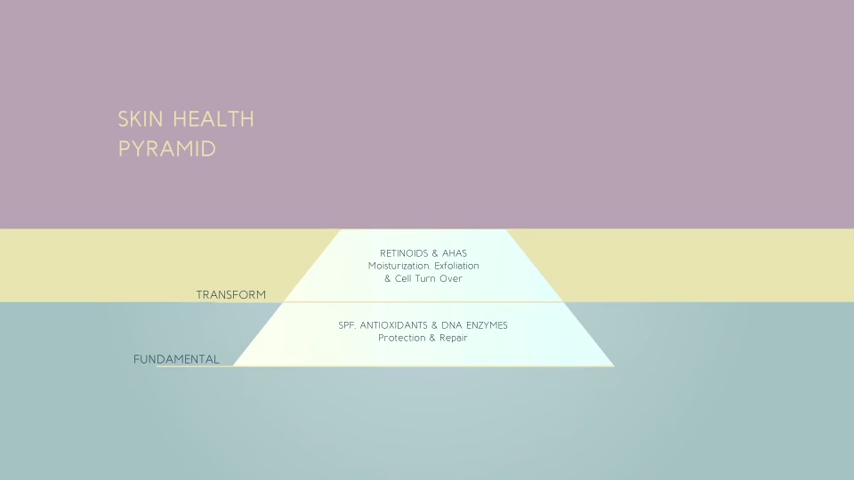 SKIN HEALTH
PYRAMID
RETINOIDS & AHAS
Moisturization, Exfoliation
& Cell Turn Over
TRANSFORM
SPF, ANTIOXIDANTS & DNA ENZYMES
Protection & Repair
FUNDAMENTAL